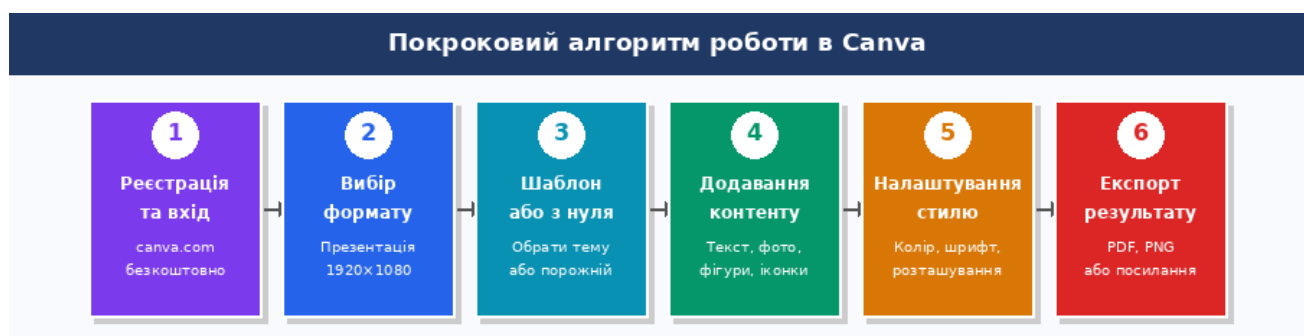 Покроковий алгоритм роботи в Canva
1
Реєстрація
та вхід
canva.com
безкоштовно
2
Вибір
формату
Презентація
1920×1080
3
Шаблон
або з нуля
Обрати тему
або порожній
4
Додавання
контенту
Текст, фото,
фігури, іконки
5
Налаштування
стилю
Колір, шрифт,
розташування
6
Експорт
результату
PDF, PNG
або посилання